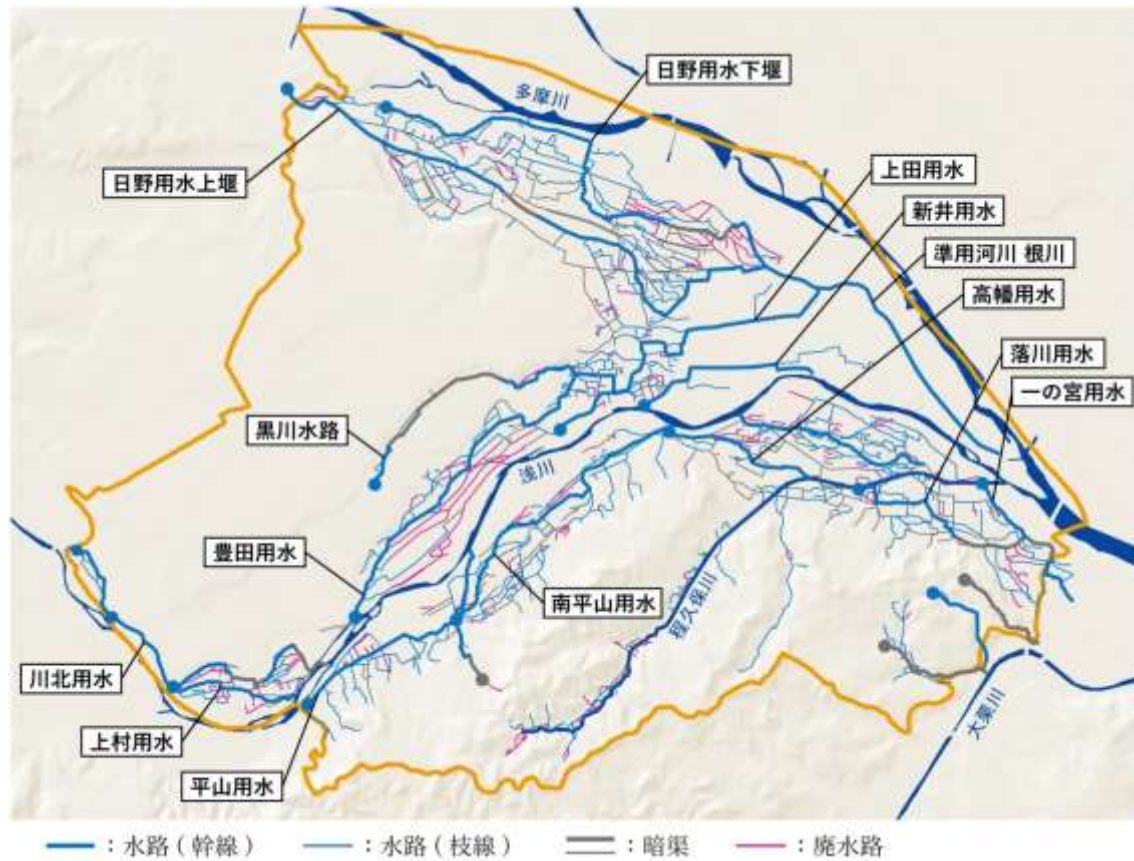 日野用水下堰
多摩川
上田用水
日野用水上堰
新井用水
準用河川 根川
高幡用水
落川用水
一の宮用水
黒川水路
浅川
豊田用水
南平山用水
程久保川
川北用水
大栗川
上村用水
平山用水
：水路 ( 幹線 )　：水路 ( 枝線 )　：暗渠　：廃水路